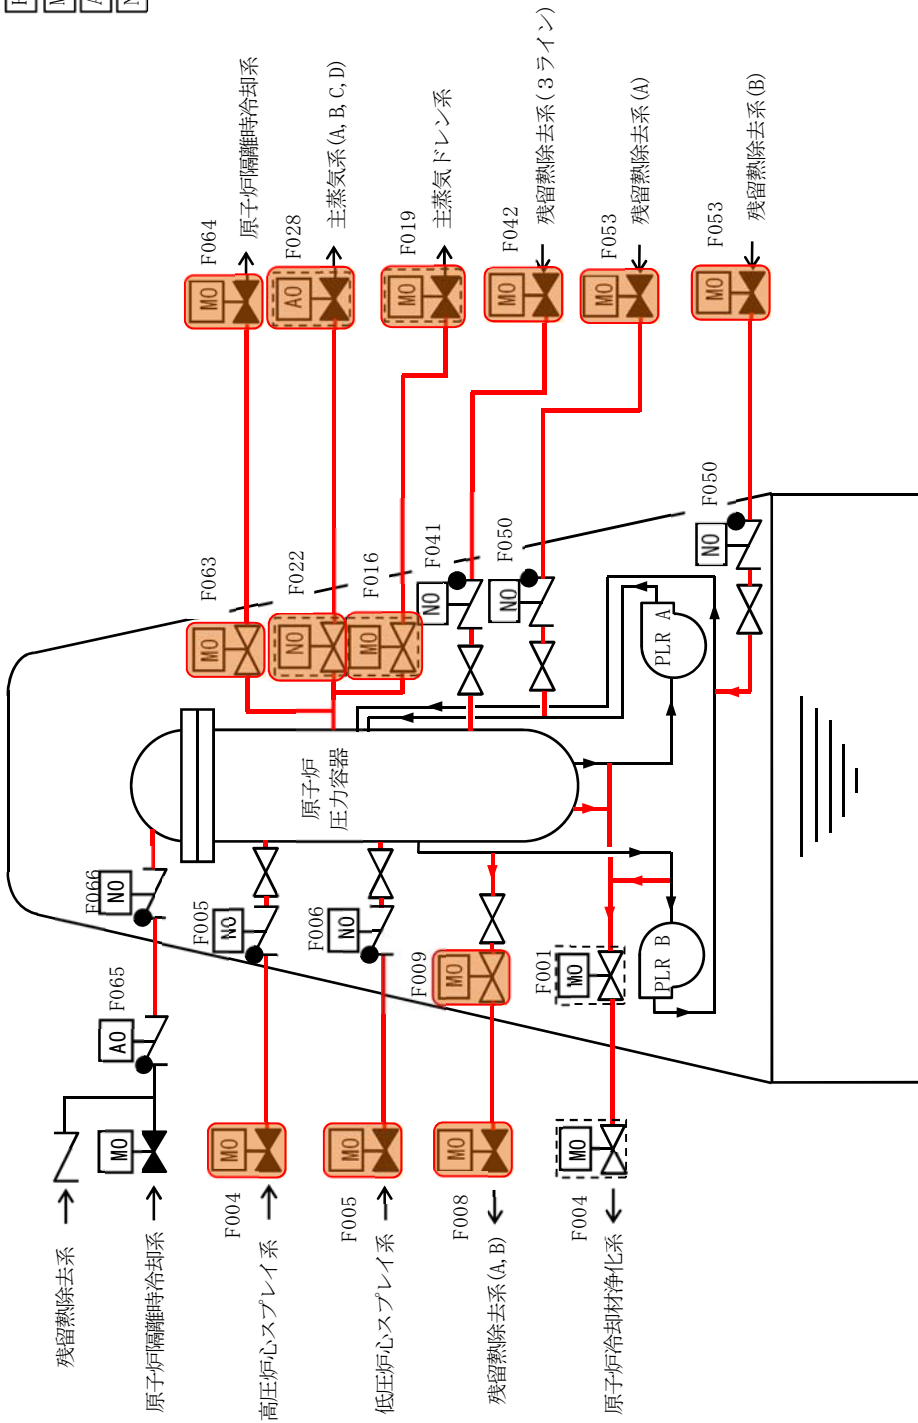 残留熱除去系
F066
NO
F065
AO
MO
原子炉隔離時冷却系
F005
NO
F004
MO
高圧炉心スプレイ系
F006
NO
F005
MO
低圧炉心スプレイ系
F009
MO
F008
MO
残留熱除去系(A,B)
F001
MO
F004
MO
原子炉冷却材浄化系
原子炉
圧力容器
PLR B
PLR A
F063
MO
F064
MO
原子炉隔離時冷却系
F022
NO
F028
AO
主蒸気系(A,B,C,D)
F016
MO
F019
MO
主蒸気ドレン系
F041
NO
F042
MO
残留熱除去系(３ライン)
F050
NO
F053
MO
残留熱除去系(A)
F050
NO
F053
MO
残留熱除去系(B)